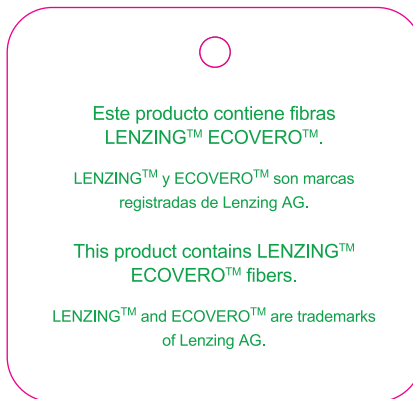 Este producto contiene fibras
LENZING™ ECOVERO™.
LENZING™ y ECOVERO™ son marcas
registradas de Lenzing AG.
This product contains LENZING™
ECOVERO™ fibers.
LENZING™ and ECOVERO™ are trademarks
of Lenzing AG.